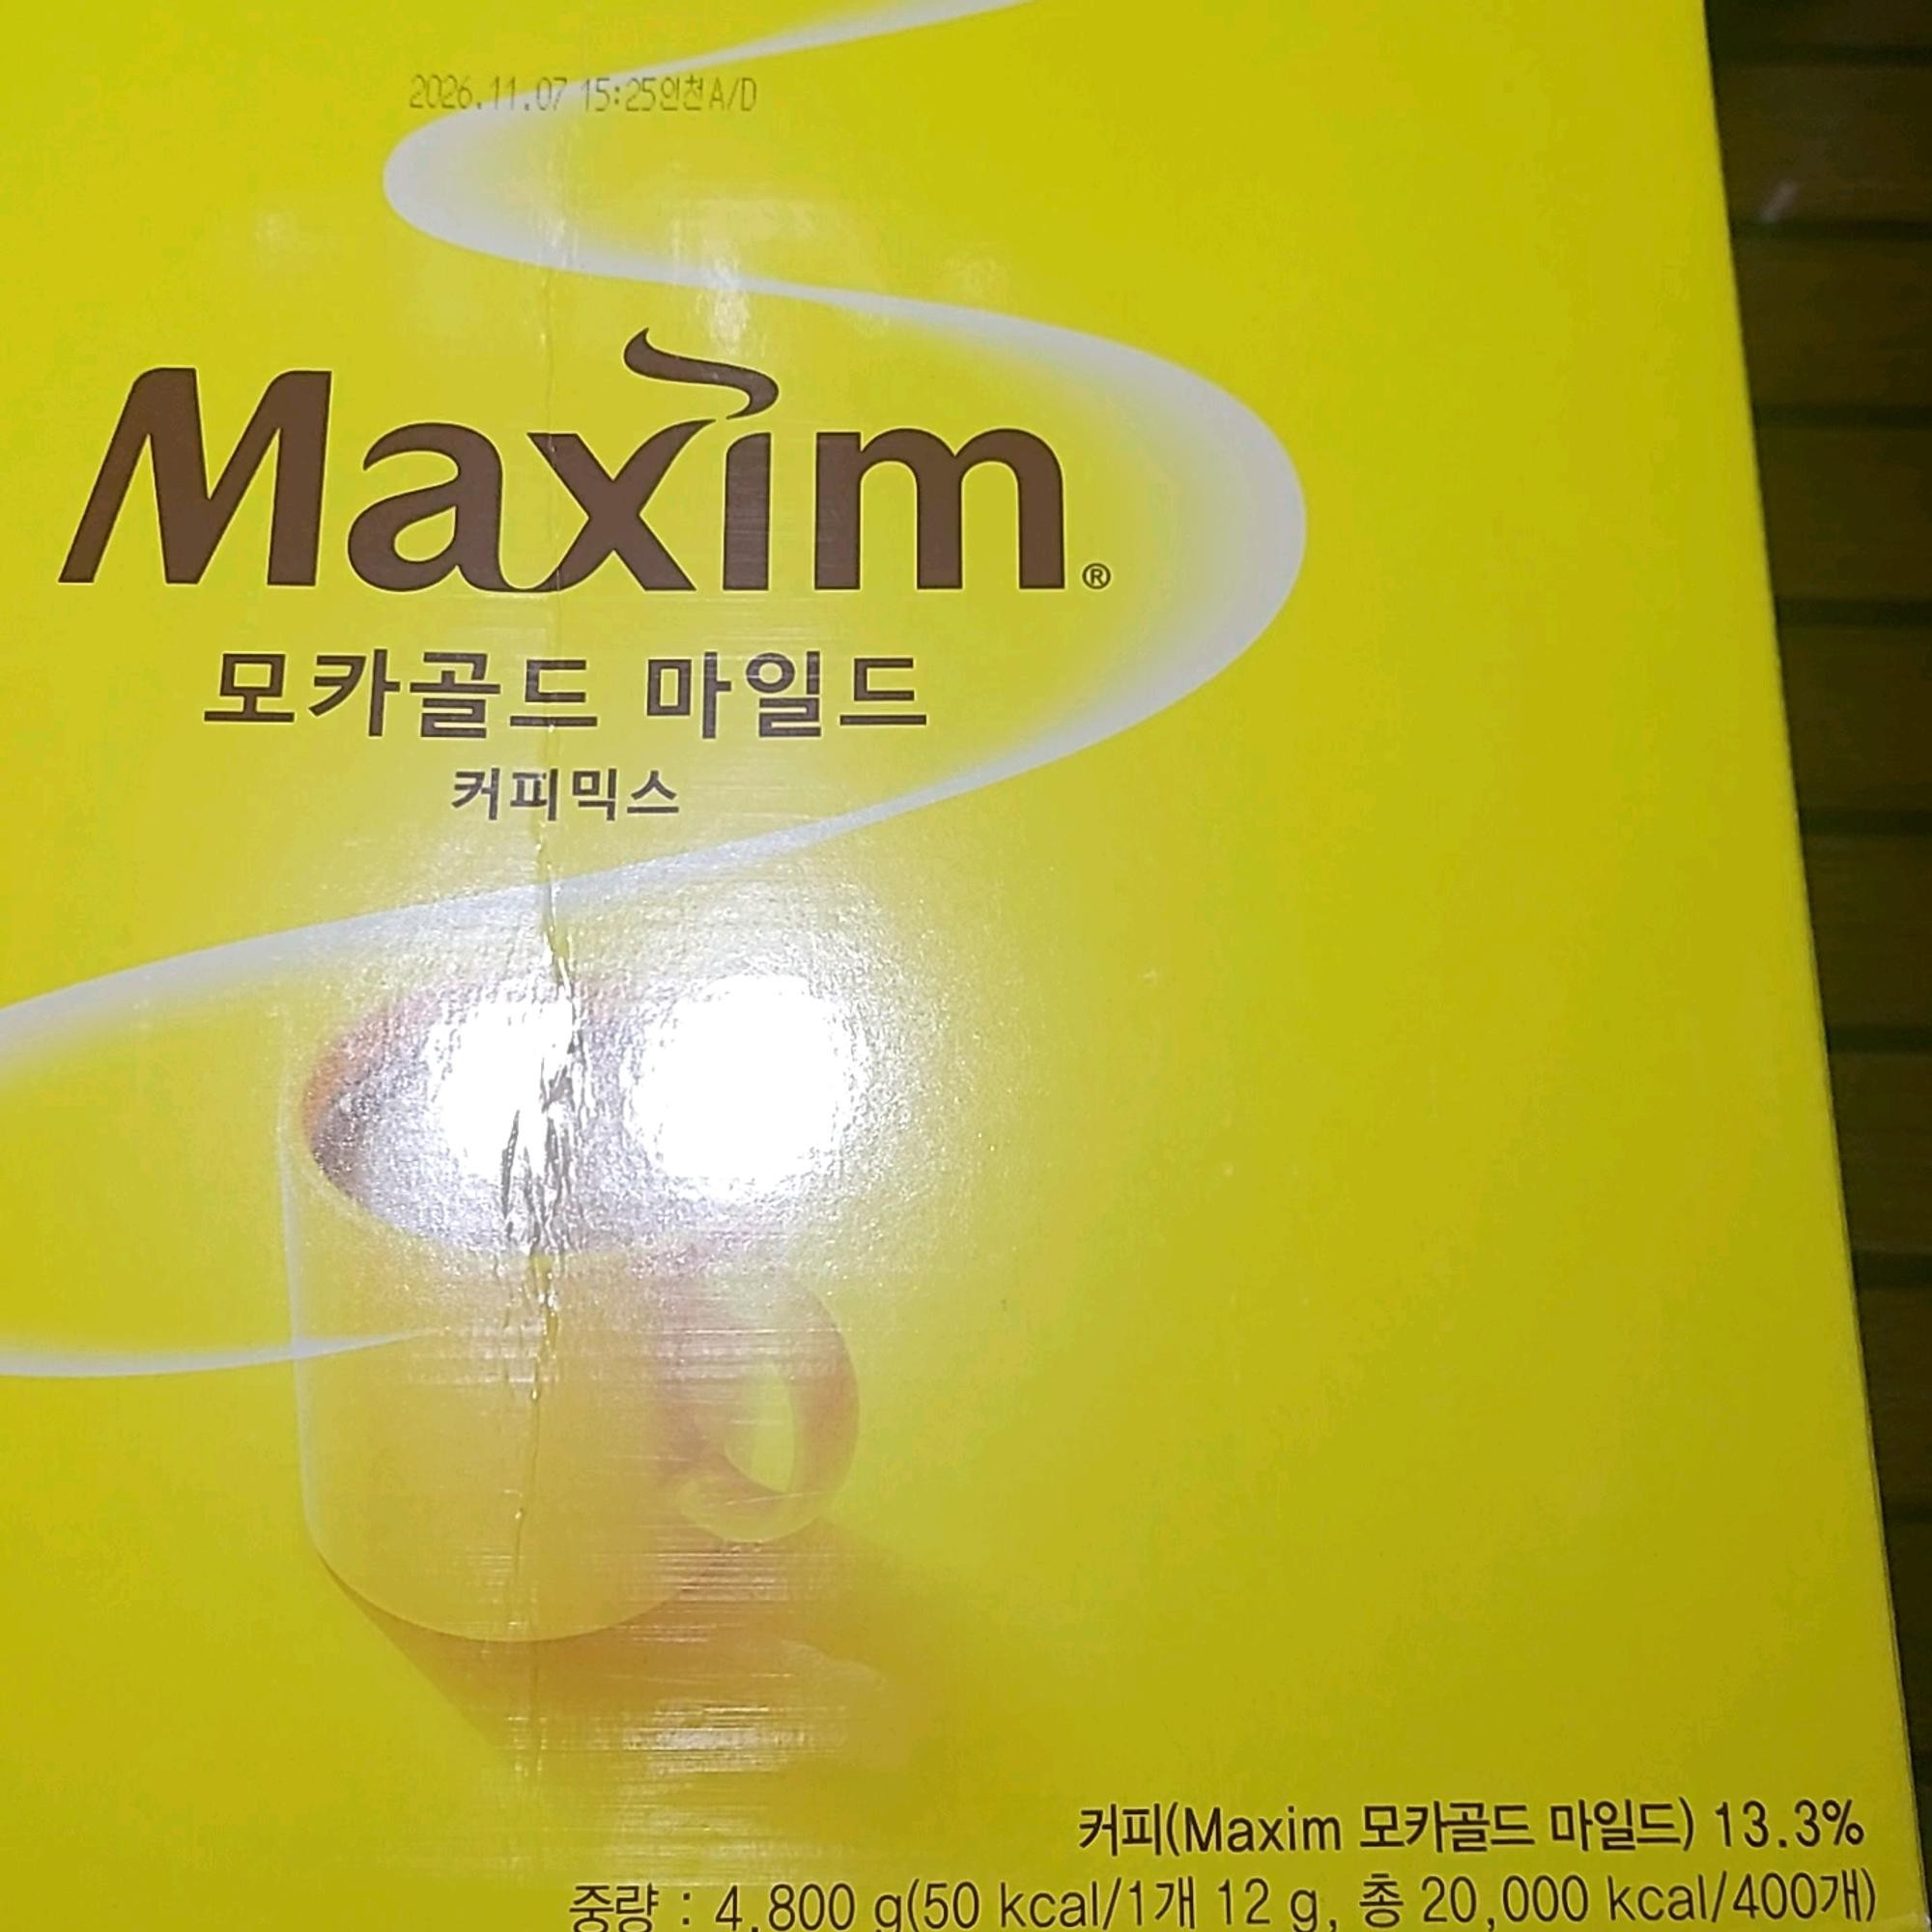 2026.11.07 15:25인천A/D
Maxim®
모카골드 마일드
커피믹스
커피(Maxim 모카골드 마일드) 13.3%
중량 : 4,800 g(50 kcal/1개 12 g, 총 20,000 kcal/400개)